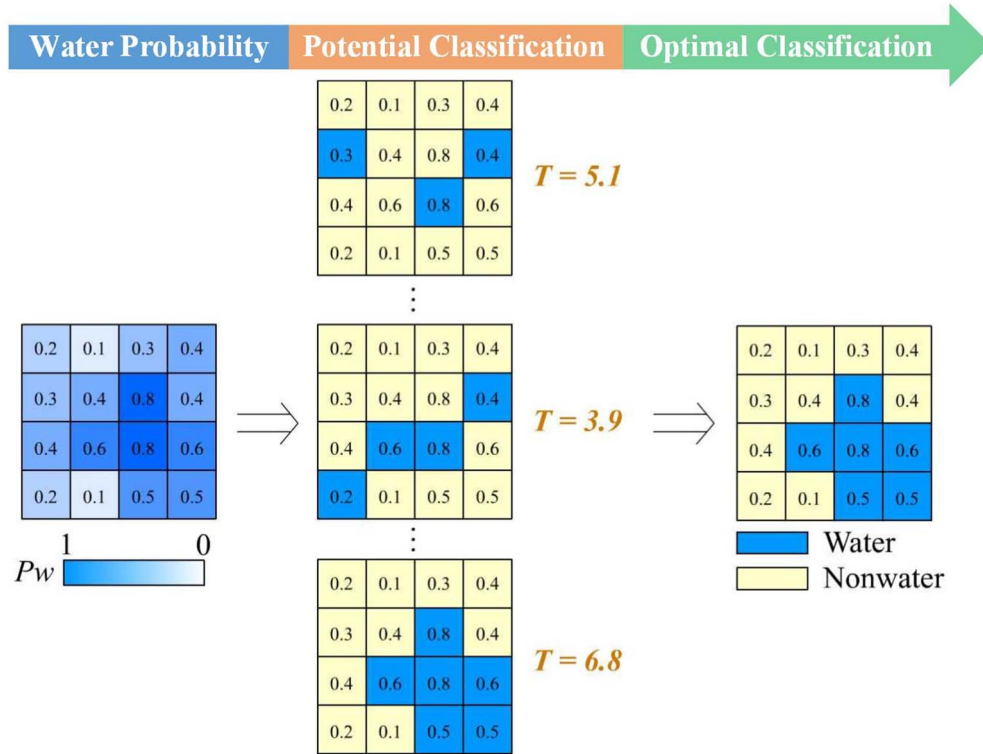 Water Probability Potential Classification Optimal Classification
0.2 0.1 0.3 0.4
0.3 0.4 0.8 0.4
T = 5.1
0.4 0.6 0.8 0.6
0.2 0.1 0.5 0.5
0.2 0.1 0.3 0.4
0.3 0.4 0.8 0.4
0.4 0.6 0.8 0.6
0.2 0.1 0.5 0.5
1 0
Pw
0.2 0.1 0.3 0.4
0.3 0.4 0.8 0.4
T = 3.9
0.4 0.6 0.8 0.6
0.2 0.1 0.5 0.5
0.2 0.1 0.3 0.4
0.3 0.4 0.8 0.4
0.4 0.6 0.8 0.6
0.2 0.1 0.5 0.5
Water
Nonwater
0.2 0.1 0.3 0.4
0.3 0.4 0.8 0.4
T = 6.8
0.4 0.6 0.8 0.6
0.2 0.1 0.5 0.5